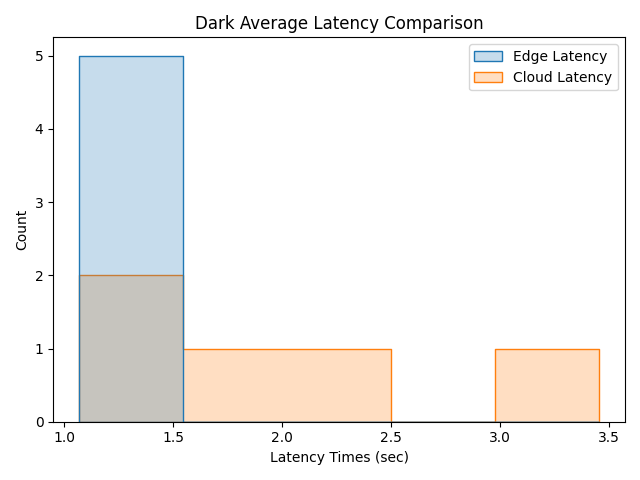 Dark Average Latency Comparison
Edge Latency
Cloud Latency
5
4
3
2
1
0
Count
1.0 1.5 2.0 2.5 3.0 3.5
Latency Times (sec)